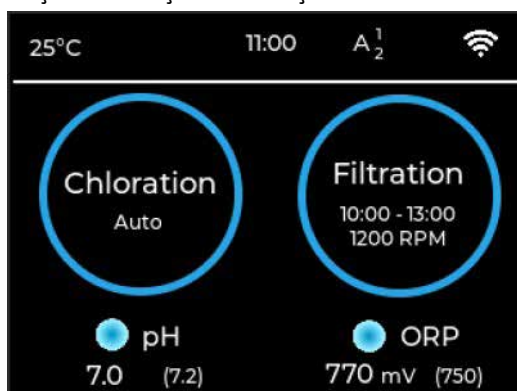 25°C 11:00 A 1 2
Chloration
Auto
Filtration
10:00 - 13:00
1200 RPM
pH
7.0 (7.2)
ORP
770 mV (750)